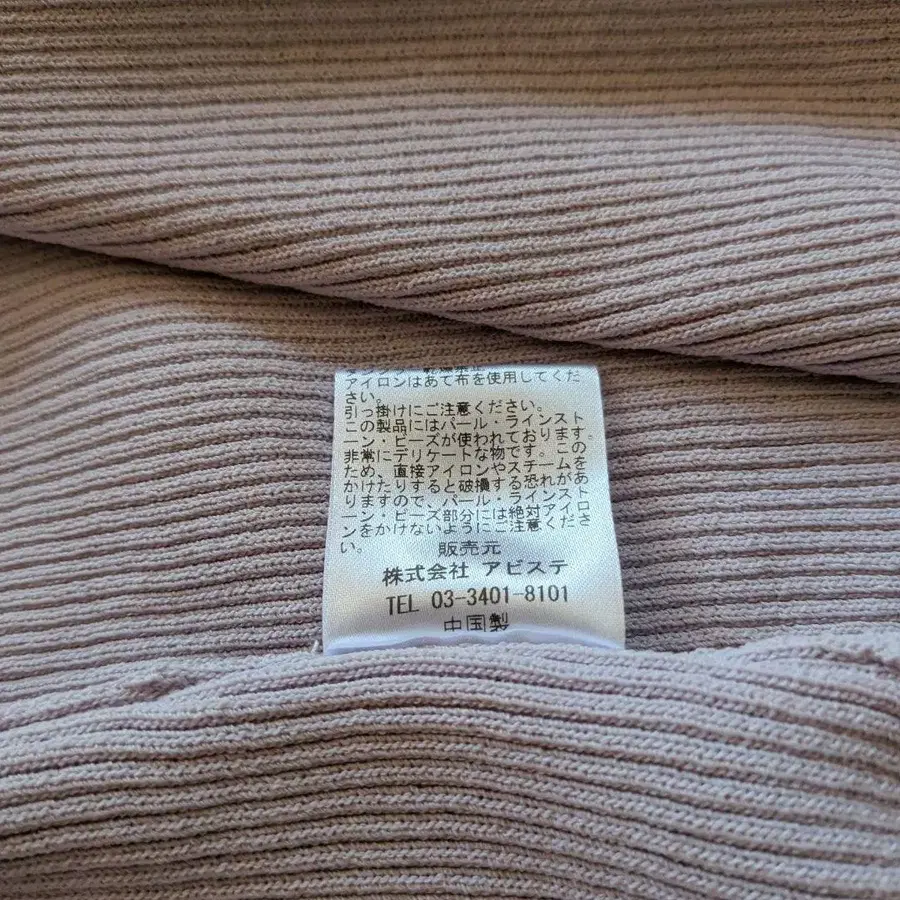 アイロンはあて布を使用してくだ
さい。
引っ掛けにご注意ください。
この製品にはパール・ラインスト
ーン・ビーズが使われております。
非常にデリケートな物です。この
ため、直接アイロンやスチームを
かけたりすると破損する恐れがあ
りますので、パール・ラインスト
ーン・ビーズ部分には絶対アイロ
ンをかけないようにご注意くださ
い。
販売元
株式会社 アビステ
TEL 03-3401-8101
中国製